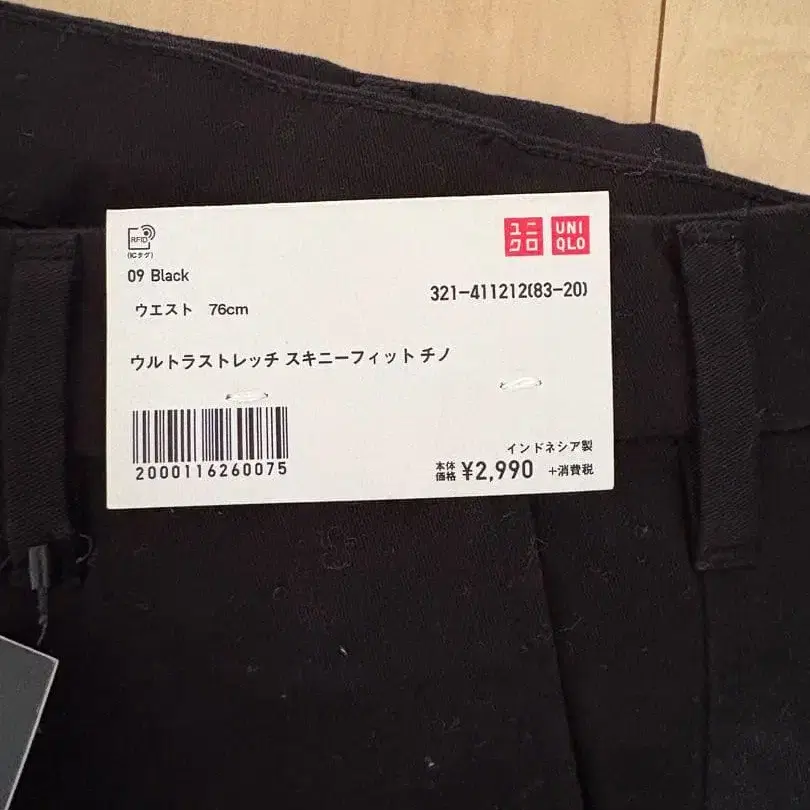 RFID
(ICタグ)
ユニ
クロ
UNI
QLO
09 Black
321-411212(83-20)
ウエスト 76cm
ウルトラストレッチ スキニーフィット チノ
2000116260075
インドネシア製
本体
価格 ¥2,990 +消費税